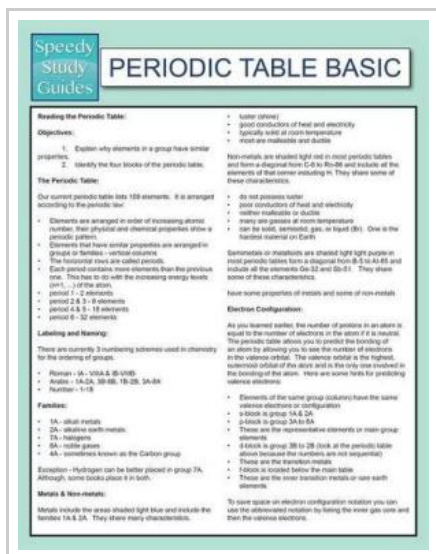 Speedy
Study
Guides
PERIODIC TABLE BASIC
Reading the Periodic Table:
Objectives:
1. Explain why elements in a group have similar
properties.
2. Identify the four blocks of the periodic table.
The Periodic Table:
Our current periodic table lists 109 elements. It is arranged
according to the periodic law:
• Elements are arranged in order of increasing atomic
number, their physical and chemical properties show a
periodic pattern.
• Elements that have similar properties are arranged in
groups or families - vertical columns
• The horizontal rows are called periods.
• Each period contains more elements than the previous
one. This has to do with the increasing energy levels
(n=1, ...) of the atom.
• period 1 - 2 elements
• period 2 & 3 - 8 elements
• period 4 & 5 - 18 elements
• period 6 - 32 elements
Labeling and Naming:
There are currently 3 numbering schemes used in chemistry
for the ordering of groups.
• Roman - IA - VIIIA & IB-VIIIB
• Arabic - 1A-2A, 3B-8B, 1B-2B, 3A-8A
• Number - 1-18
Families:
• 1A - alkali metals
• 2A - alkaline earth metals
• 7A - halogens
• 8A - noble gases
• 4A - sometimes known as the Carbon group
Exception - Hydrogen can be better placed in group 7A.
Although, some books place it in both.
Metals & Non-metals:
Metals include the areas shaded light blue and include the
families 1A & 2A. They share many characteristics.
• luster (shine)
• good conductors of heat and electricity
• typically solid at room temperature
• most are malleable and ductile
Non-metals are shaded light red in most periodic tables
and form a diagonal from C-6 to Rn-86 and include all the
elements of that corner including H. They share some of
these characteristics.
• do not possess luster
• poor conductors of heat and electricity
• neither malleable or ductile
• many are gasses at room temperature
• can be solid, semisolid, gas, or liquid (Br). One is the
hardest material on Earth
Semimetals or metalloids are shaded light light purple in
most periodic tables form a diagonal from B-5 to At-85 and
include all the elements Ge-32 and Sb-51. They share
some of these characteristics.
have some properties of metals and some of non-metals
Electron Configuration:
As you learned earlier, the number of protons in an atom is
equal to the number of electrons in the atom if it is neutral.
The periodic table allows you to predict the bonding of
an atom by allowing you to see the number of electrons
in the valence orbital. The valence orbital is the highest,
outermost orbital of the atom and is the only one involved in
the bonding of the atom. Here are some hints for predicting
valence electrons:
• Elements of the same group (column) have the same
valence electrons or configuration
• s-block is group 1A & 2A
• p-block is group 3A to 8A
• These are the representative elements or main group
elements
• d-block is group 3B to 2B (look at the periodic table
above because the numbers are not sequential)
• These are the transition metals
• f-block is located below the main table
• These are the inner transition metals or rare earth
elements
To save space on electron configuration notation you can
use the abbreviated notation by listing the inner gas core and
then the valence electrons.